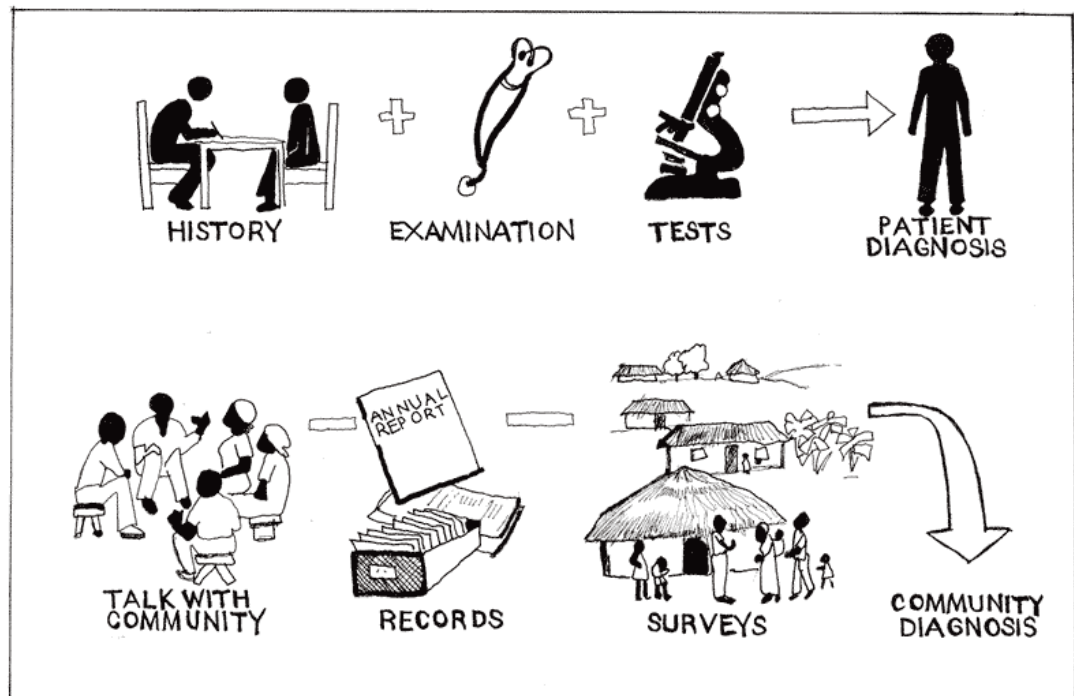 HISTORY
EXAMINATION
TESTS
PATIENT
DIAGNOSIS
ANNUAL
REPORT
TALK WITH
COMMUNITY
RECORDS
SURVEYS
COMMUNITY
DIAGNOSIS